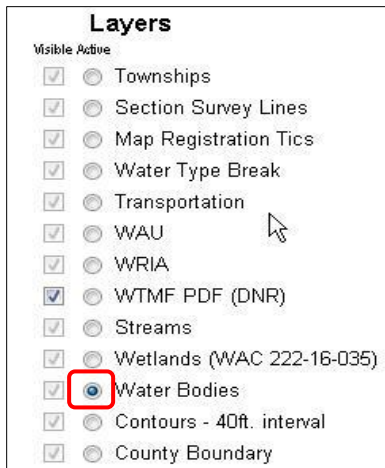 Layers
Visible Active
Townships
Section Survey Lines
Map Registration Tics
Water Type Break
Transportation
WAU
WRIA
WTMF PDF (DNR)
Streams
Wetlands (WAC 222-16-035)
Water Bodies
Contours - 40ft. interval
County Boundary